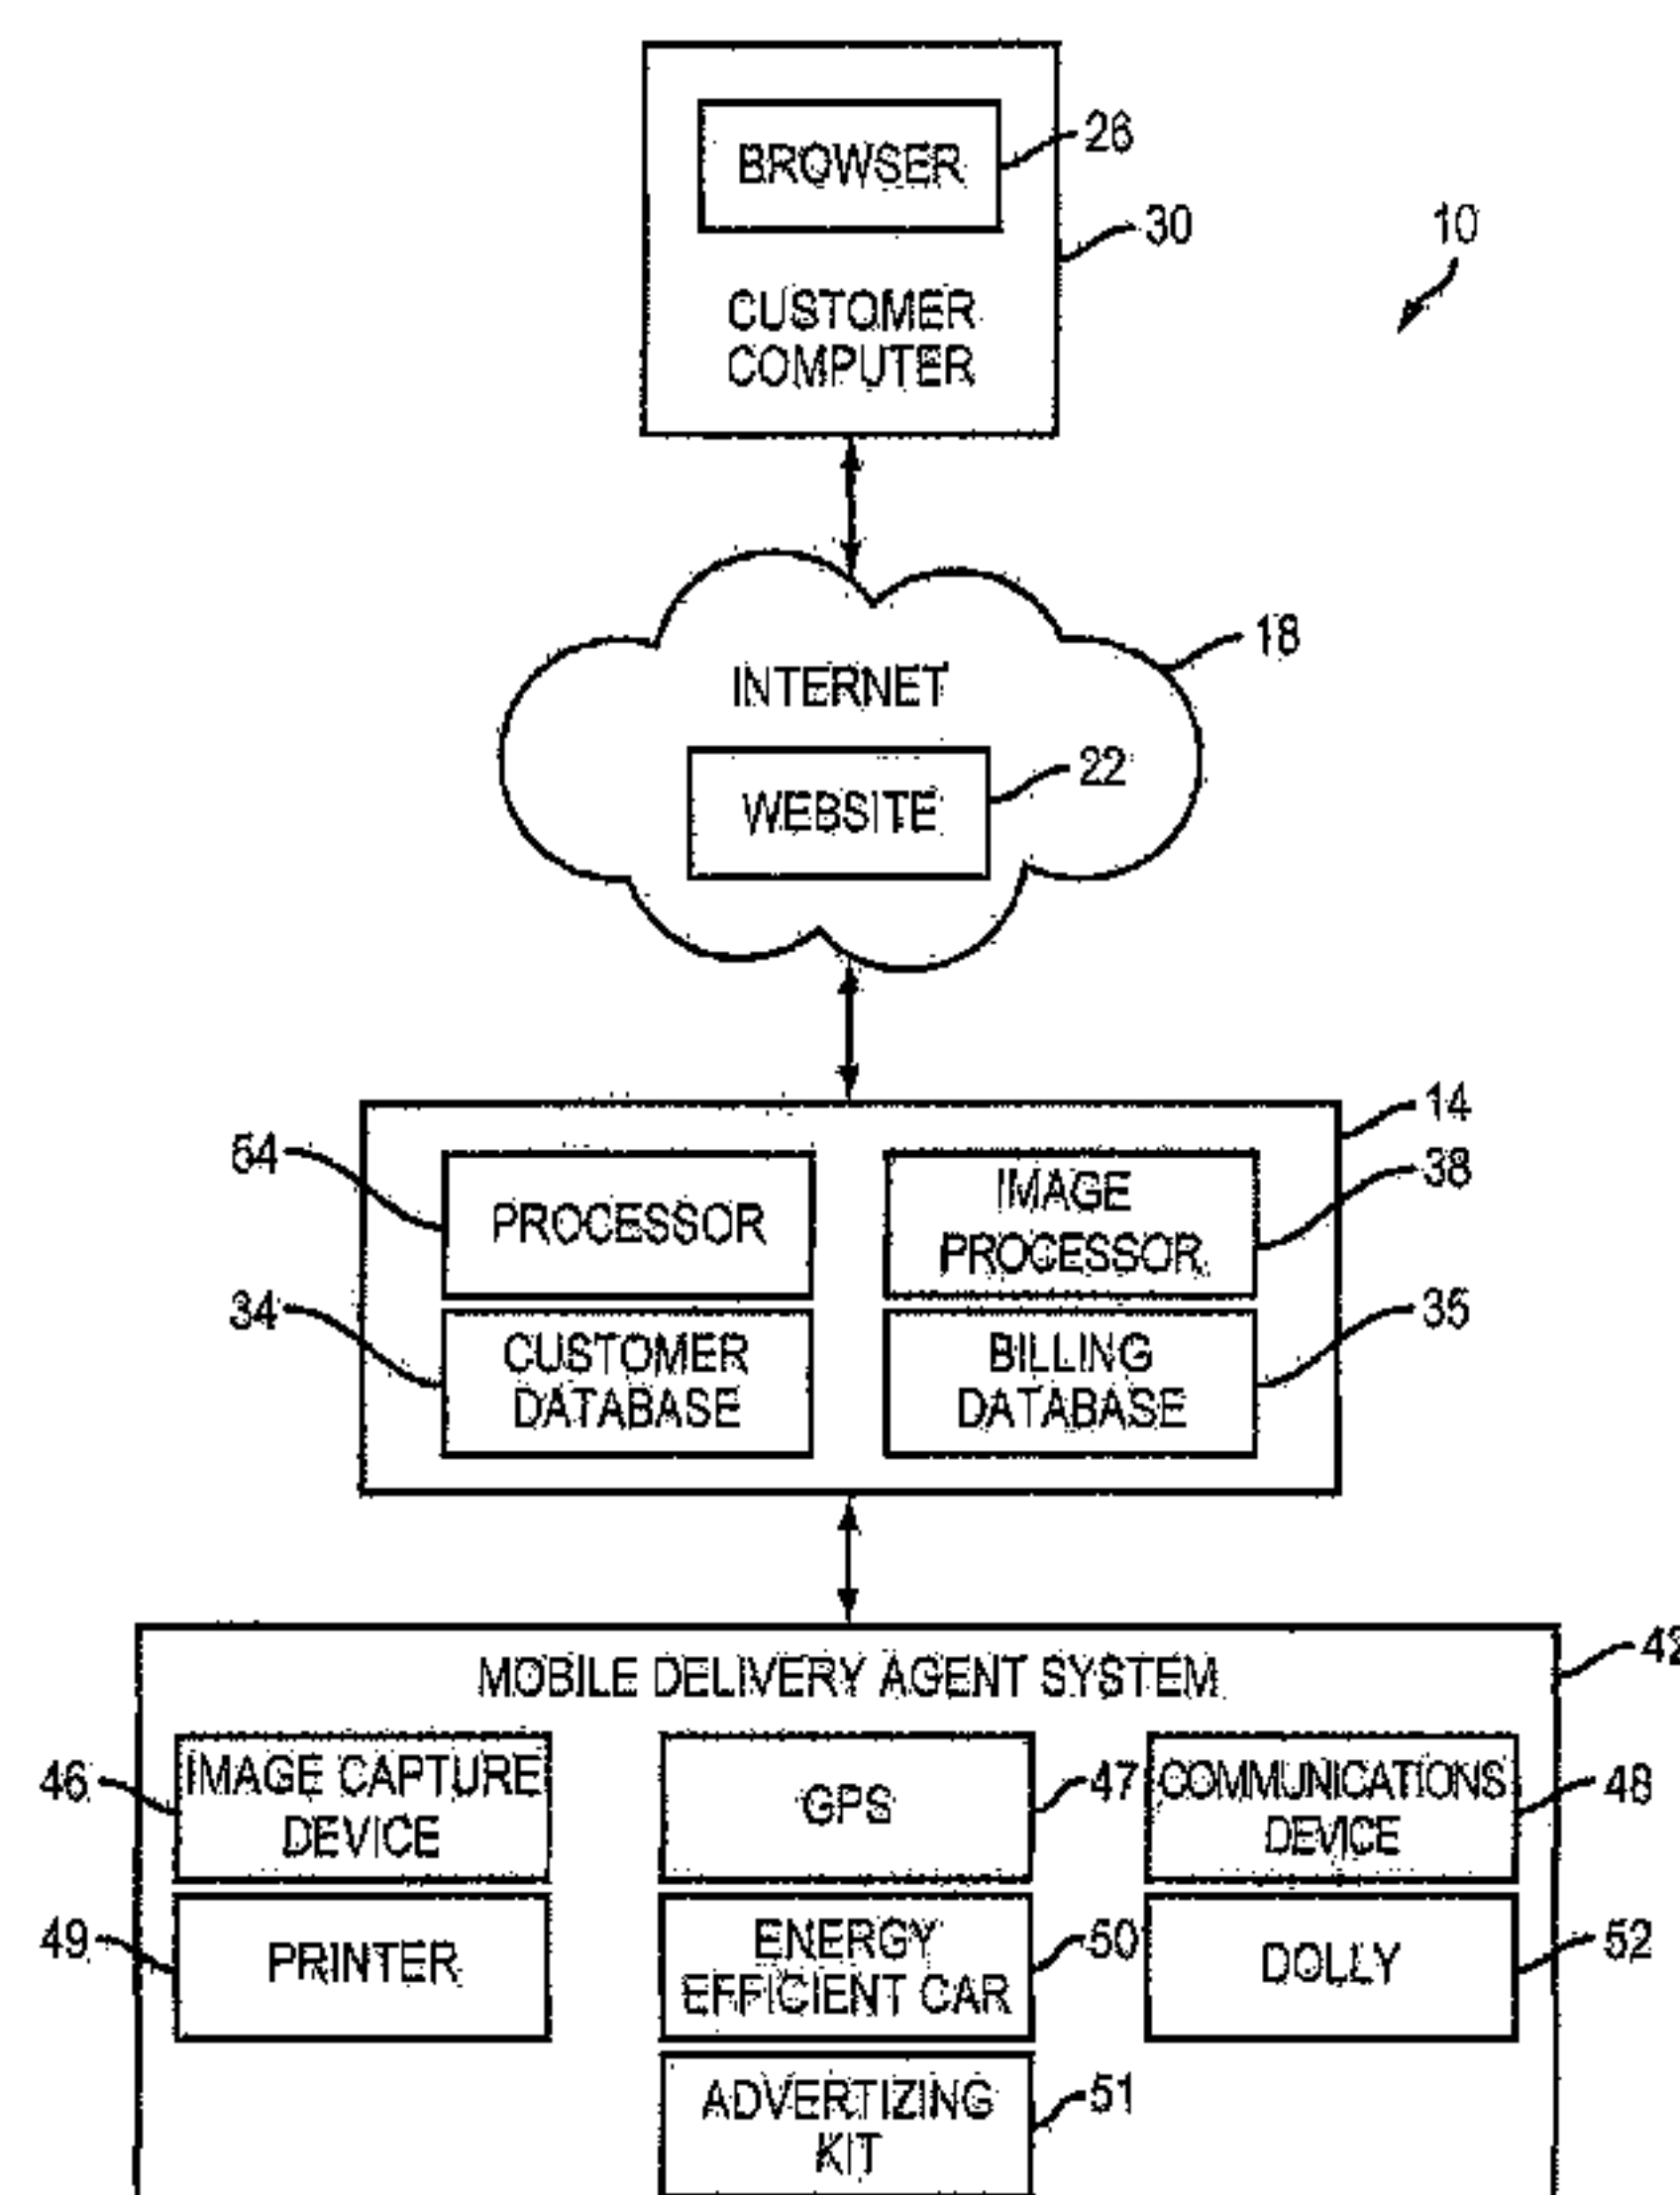 BROWSER
26
30
10
CUSTOMER
COMPUTER
18
INTERNET
22
WEBSITE
14
54
PROCESSOR
IMAGE
PROCESSOR
38
34
CUSTOMER
DATABASE
BILLING
DATABASE
35
42
MOBILE DELIVERY AGENT SYSTEM
46
IMAGE CAPTURE
DEVICE
GPS
47
COMMUNICATIONS
DEVICE
48
49
PRINTER
ENERGY
EFFICIENT CAR
50
DOLLY
52
ADVERTIZING
KIT
51